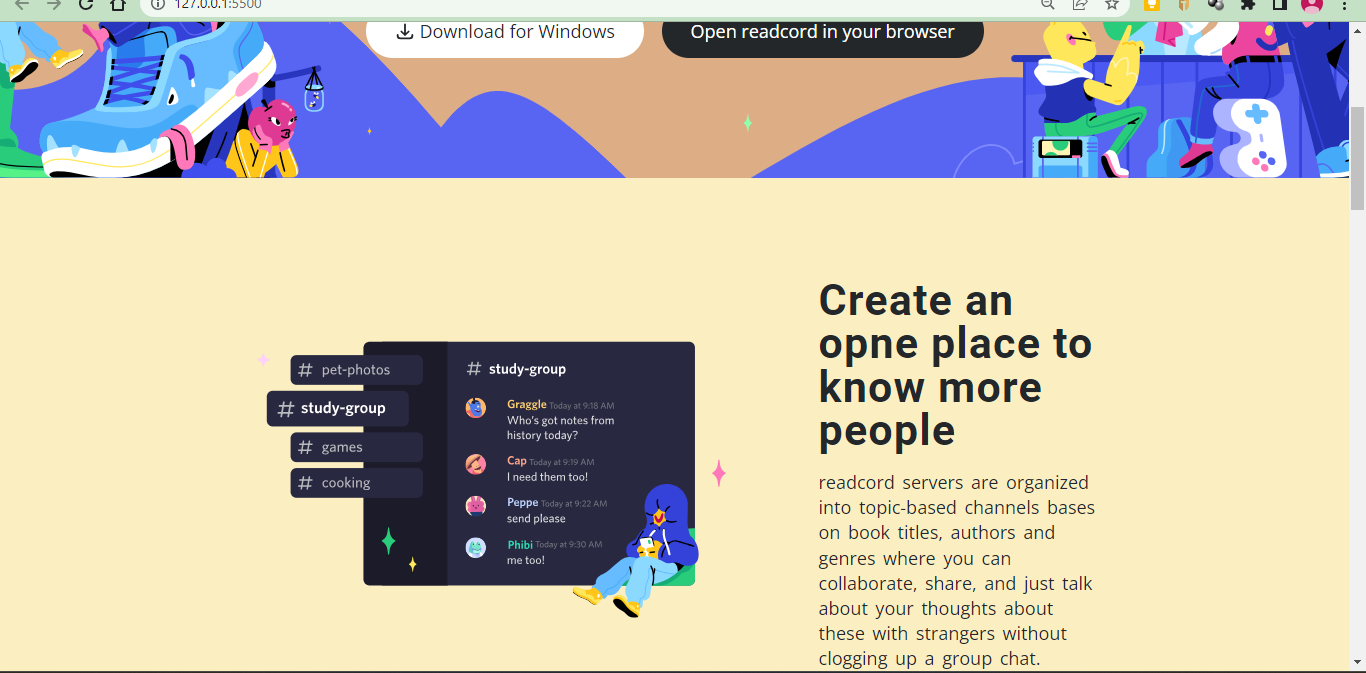 127.0.0.1:5500
Download for Windows
Open readcord in your browser
Create an
opne place to
know more
people
# pet-photos
# study-group
# games
# cooking
# study-group
Graggle Today at 9:18 AM
Who's got notes from
history today?
Cap Today at 9:19 AM
I need them too!
Peppe Today at 9:22 AM
send please
Phibi Today at 9:30 AM
me too!
readcord servers are organized
into topic-based channels bases
on book titles, authors and
genres where you can
collaborate, share, and just talk
about your thoughts about
these with strangers without
clogging up a group chat.